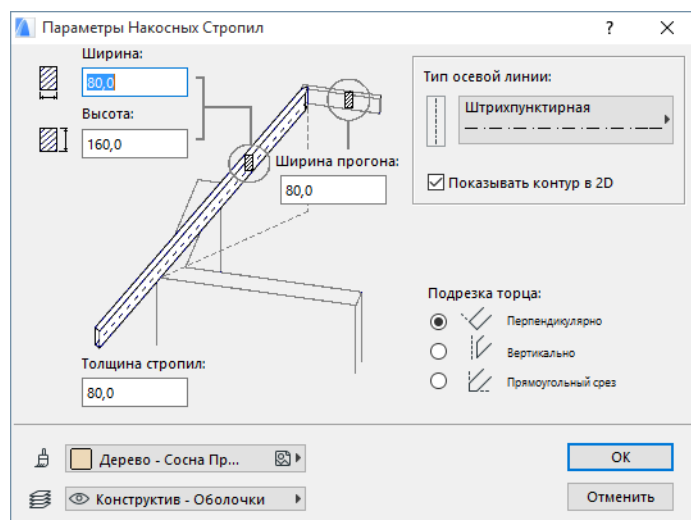 Параметры Накосных Стропил
?
Ширина:
80,0
Высота:
160,0
Ширина прогона:
80,0
Толщина стропил:
80,0
Тип осевой линии:
Штрихпунктирная
Показывать контур в 2D
Подрезка торца:
Перпендикулярно
Вертикально
Прямоугольный срез
Дерево - Сосна Пр...
Конструктив - Оболочки
ОК
Отменить